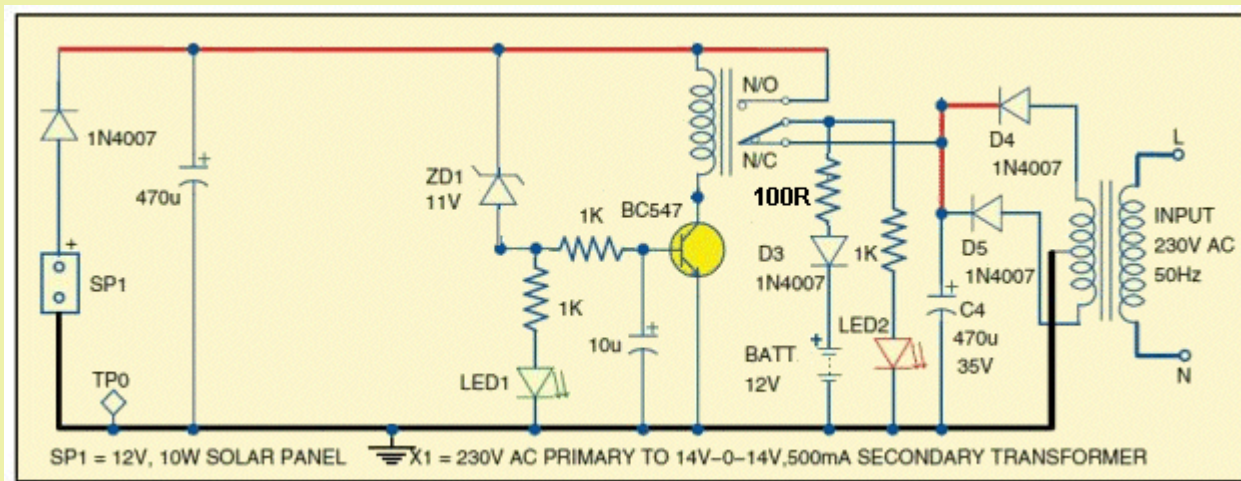 1N4007
470u
+
+
SP1
TP0
ZD1
11V
1K
1K
LED1
10u
+
BC547
N/O
N/C
100R
D3
1N4007
1K
BATT
12V
+
LED2
D4
1N4007
D5
1N4007
+
C4
470u
35V
L
INPUT
230V AC
50Hz
N
SP1 = 12V, 10W SOLAR PANEL
X1 = 230V AC PRIMARY TO 14V–0–14V,500mA SECONDARY TRANSFORMER